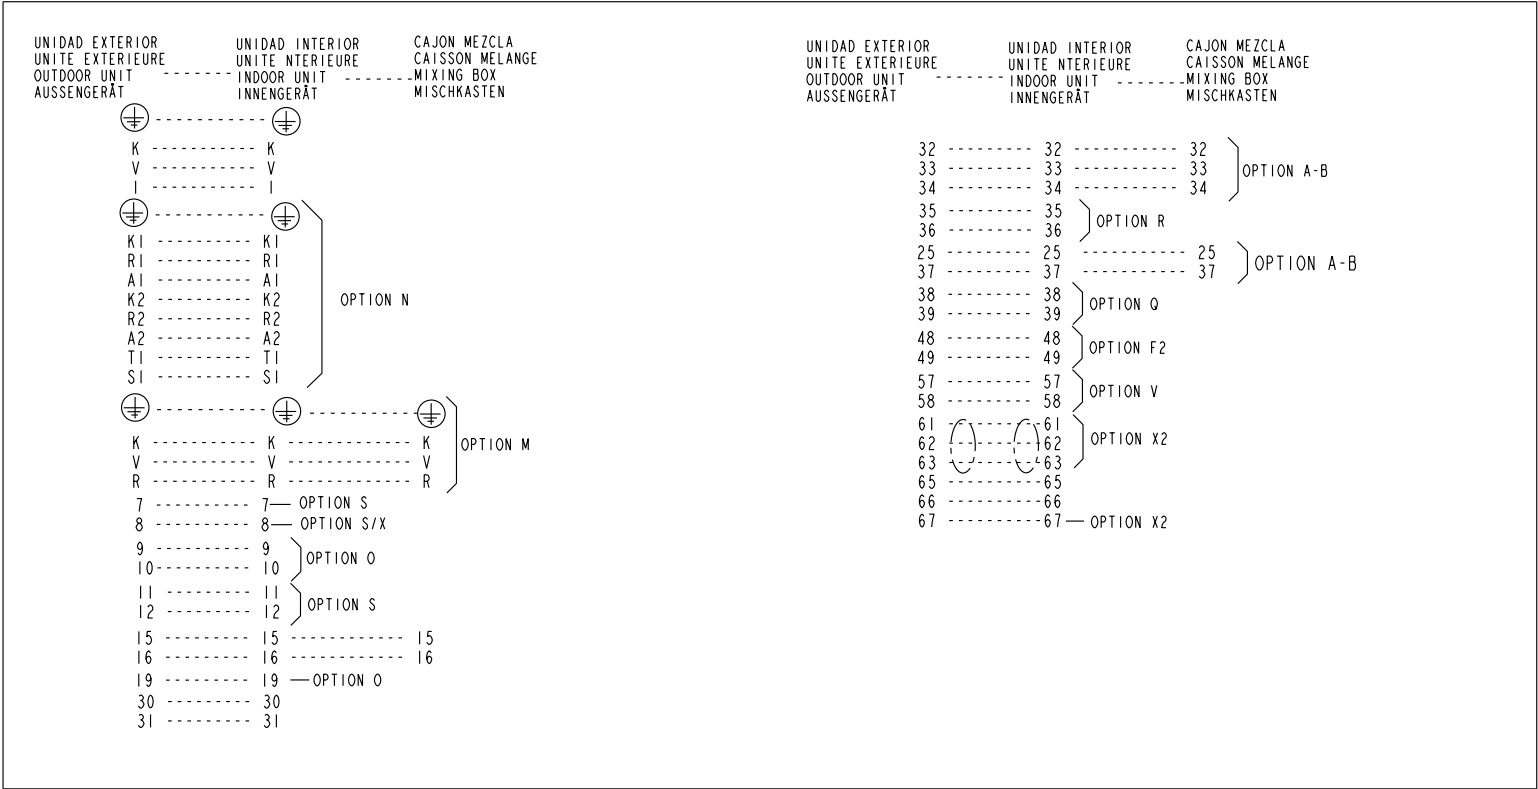 UNIDAD EXTERIOR
UNITE EXTERIEURE
OUTDOOR UNIT
AUSSENGERÄT
UNIDAD INTERIOR
UNITE NTERIEURE
INDOOR UNIT
INNENGERÄT
CAJON MEZCLA
CAISSON MELANGE
MIXING BOX
MISCHKASTEN
K K
V V
I I
K1 K1
R1 R1
A1 A1
K2 K2
R2 R2
A2 A2
T1 T1
S1 S1
OPTION N
K K K
V V V
R R R
OPTION M
7 7 OPTION S
8 8 OPTION S/X
9 9
10 10
OPTION O
11 11
12 12
OPTION S
15 15 15
16 16 16
19 19 OPTION O
30 30
31 31
UNIDAD EXTERIOR
UNITE EXTERIEURE
OUTDOOR UNIT
AUSSENGERÄT
UNIDAD INTERIOR
UNITE NTERIEURE
INDOOR UNIT
INNENGERÄT
CAJON MEZCLA
CAISSON MELANGE
MIXING BOX
MISCHKASTEN
32 32 32
33 33 33
34 34 34
OPTION A-B
35 35
36 36
OPTION R
25 25 25
37 37 37
OPTION A-B
38 38
39 39
OPTION Q
48 48
49 49
OPTION F2
57 57
58 58
OPTION V
61 61
62 62
63 63
OPTION X2
65 65
66 66
67 67 OPTION X2